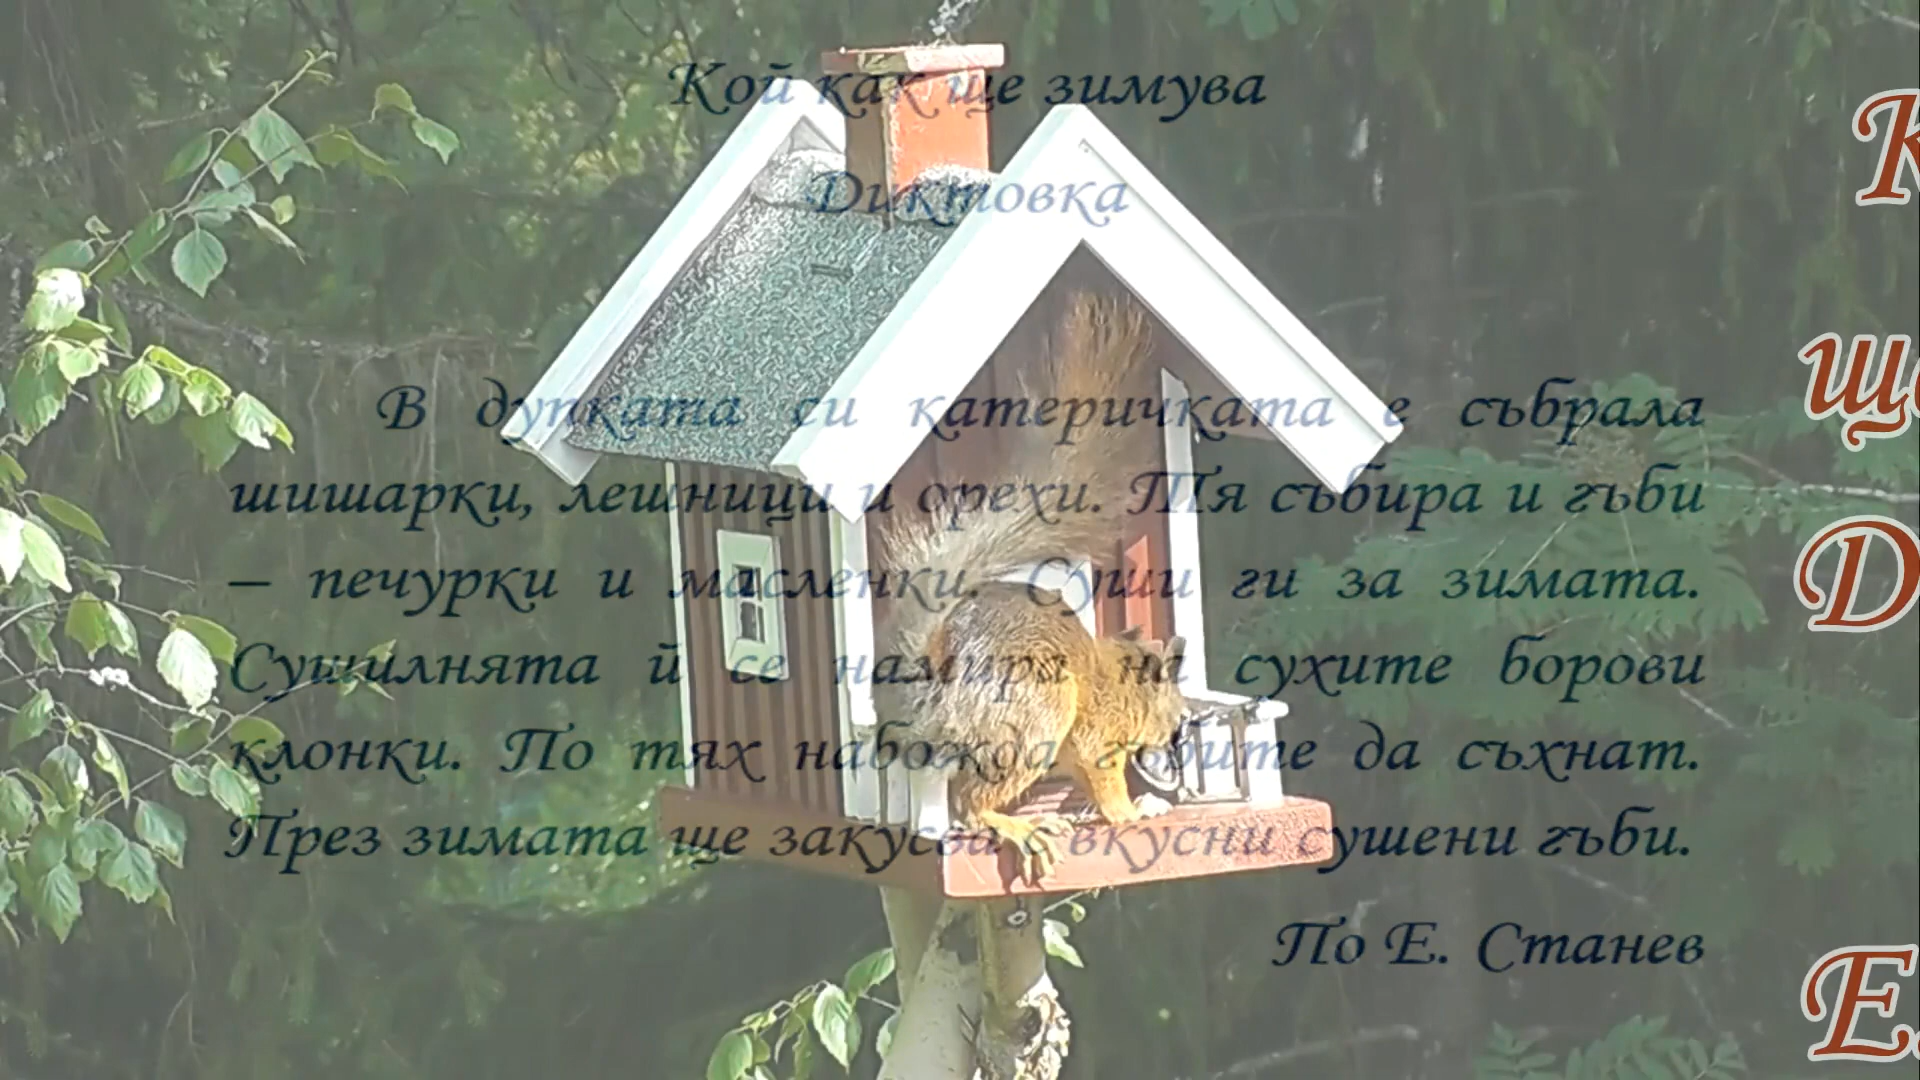 Кой как ще зимува
Диктовка
В дупката си катеричката е събрала
шишарки, лешници и орехи. Тя събира и гъби
– печурки и масленки. Суши ги за зимата.
Сушилнята й се намира на сухите борови
клонки. По тях набожда гъбите да съхнат.
През зимата ще закусва с вкусни сушени гъби.
По Е. Станев
К
щ
Д
Е.